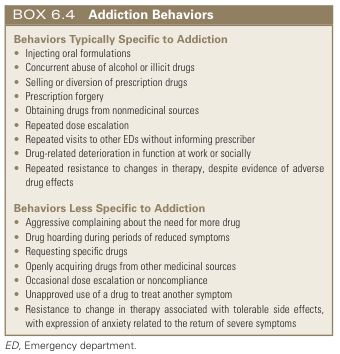 BOX 6.4 Addiction Behaviors
Behaviors Typically Specific to Addiction
• Injecting oral formulations
• Concurrent abuse of alcohol or illicit drugs
• Selling or diversion of prescription drugs
• Prescription forgery
• Obtaining drugs from nonmedicinal sources
• Repeated dose escalation
• Repeated visits to other EDs without informing prescriber
• Drug-related deterioration in function at work or socially
• Repeated resistance to changes in therapy, despite evidence of adverse
drug effects
Behaviors Less Specific to Addiction
• Aggressive complaining about the need for more drug
• Drug hoarding during periods of reduced symptoms
• Requesting specific drugs
• Openly acquiring drugs from other medicinal sources
• Occasional dose escalation or noncompliance
• Unapproved use of a drug to treat another symptom
• Resistance to change in therapy associated with tolerable side effects,
with expression of anxiety related to the return of severe symptoms
ED, Emergency department.